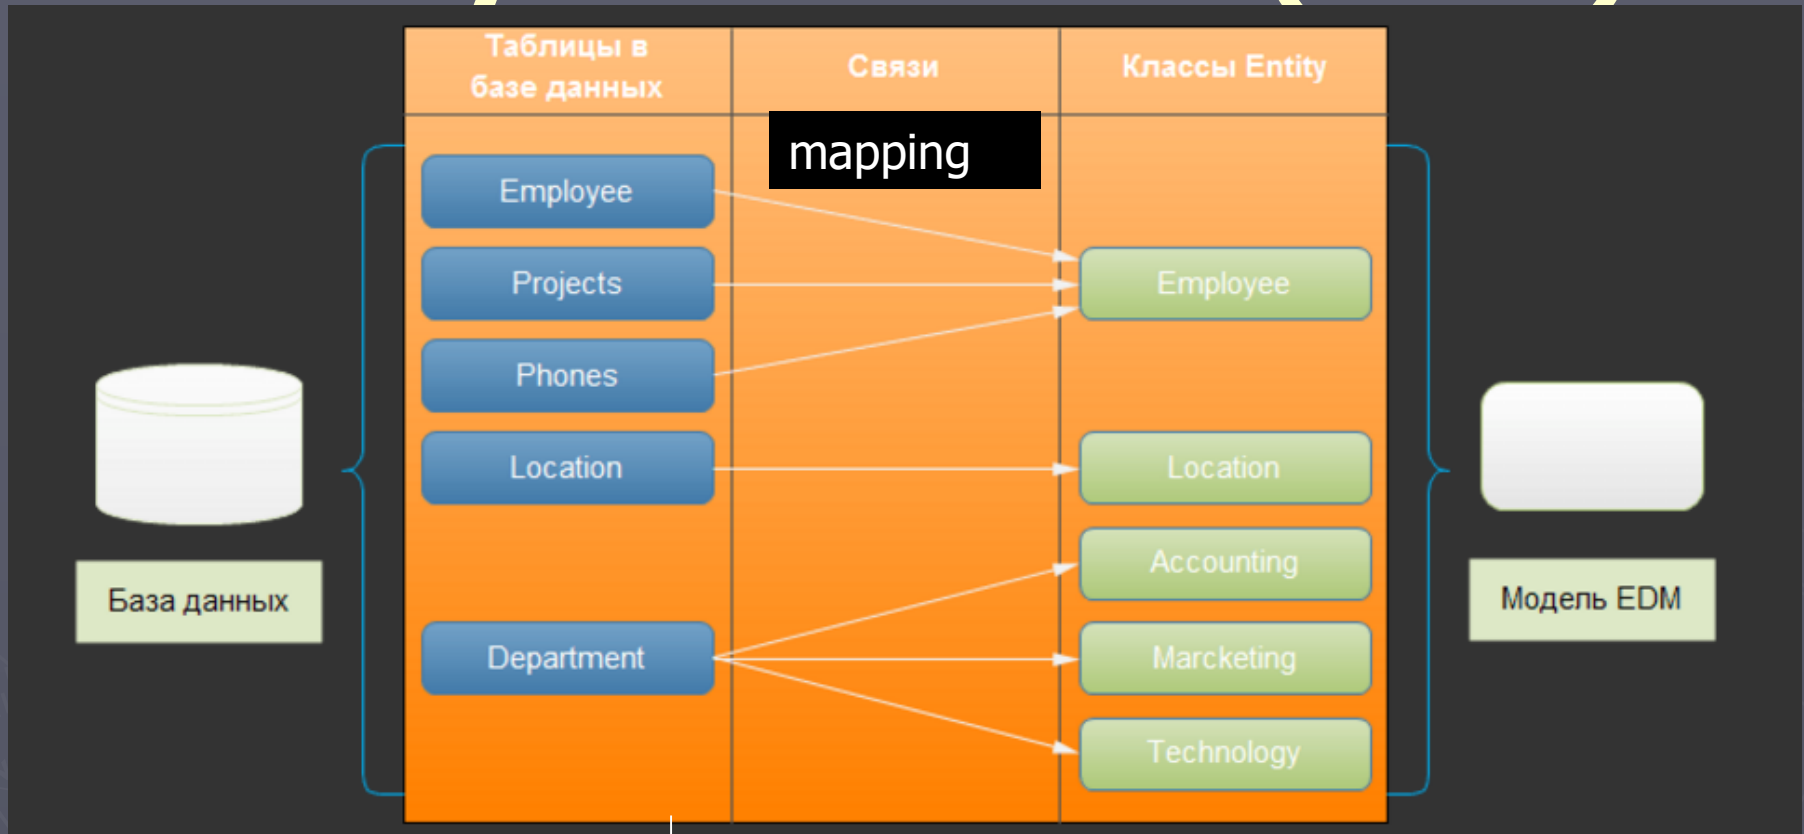 Таблицы в
базе данных
Связи
Классы Entity
mapping
Employee
Projects
Phones
Location
Department
Employee
Location
Accounting
Marcketing
Technology
База данных
Модель EDM